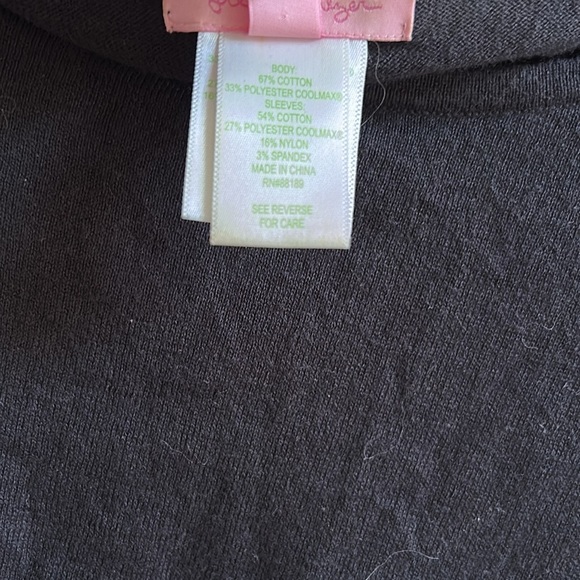 BODY:
67% COTTON
33% POLYESTER COOLMAX®
SLEEVES:
54% COTTON
27% POLYESTER COOLMAX®
16% NYLON
3% SPANDEX
MADE IN CHINA
RN#88189
SEE REVERSE
FOR CARE